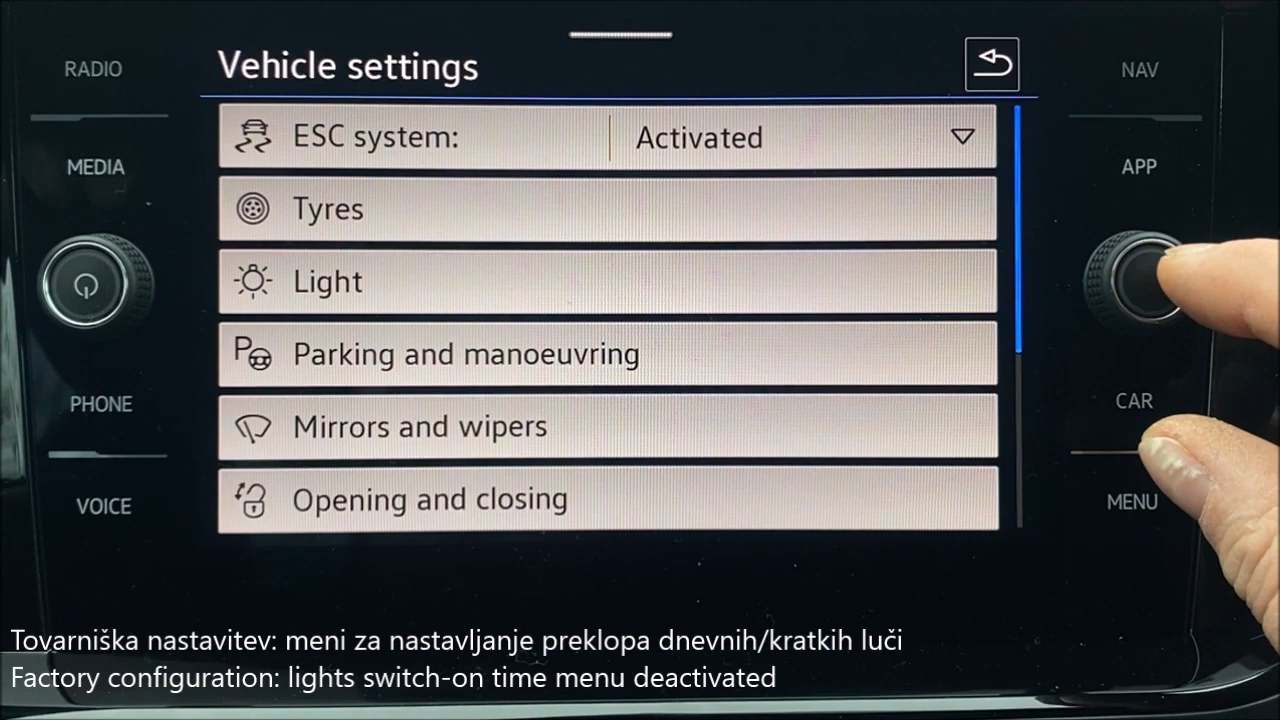 RADIO
MEDIA
PHONE
VOICE
Vehicle settings
ESC system: Activated
Tyres
Light
Parking and manoeuvring
Mirrors and wipers
Opening and closing
NAV
APP
CAR
MENU
Tovarniška nastavitev: meni za nastavljanje preklopa dnevnih/kratkih luči
Factory configuration: lights switch-on time menu deactivated